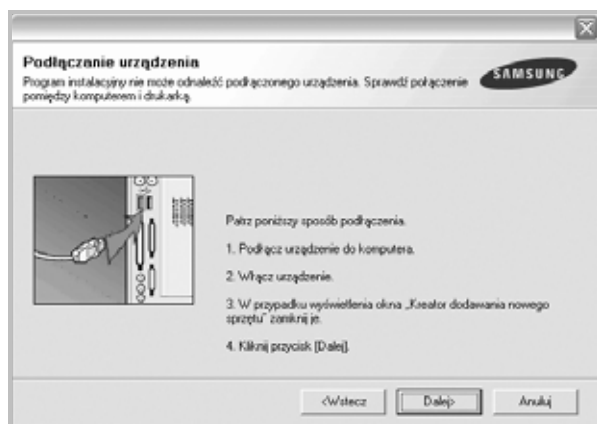 Podłączanie urządzenia
Program instalacyjny nie może odnaleźć podłączonego urządzenia. Sprawdź połączenie
pomiędzy komputerem i drukarką.
SAMSUNG
Patrz poniższy sposób podłączenia.
1. Podłącz urządzenie do komputera.
2. Włącz urządzenie.
3. W przypadku wyświetlenia okna „Kreator dodawania nowego
sprzętu” zamknij je.
4. Kliknij przycisk [Dalej].
<Wstecz
Dalej>
Anuluj